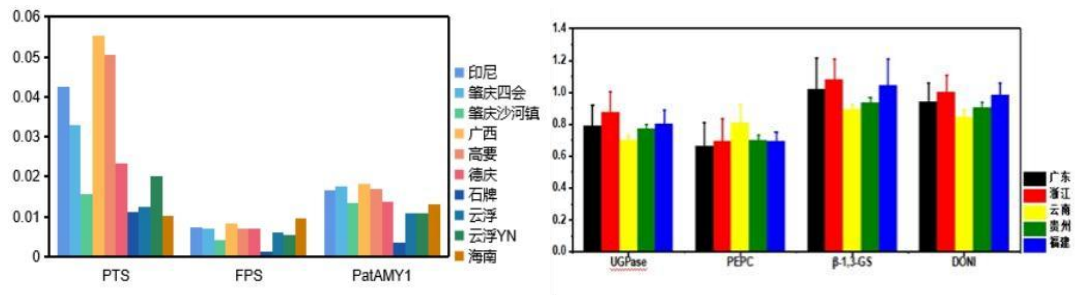 0.06
0.05
0.04
0.03
0.02
0.01
0
PTS
FPS
PatAMY1
印尼
肇庆四会
肇庆沙河镇
广西
高要
德庆
石牌
云浮
云浮YN
海南
1.4
1.2
1.0
0.8
0.6
0.4
0.2
0.0
UGPase
PEPC
β-1,3-GS
DONI
广东
浙江
云南
贵州
福建